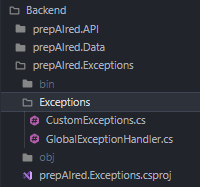 Backend
prepAIred.API
prepAIred.Data
prepAIred.Exceptions
bin
Exceptions
CustomExceptions.cs
GlobalExceptionHandler.cs
obj
prepAIred.Exceptions.csproj